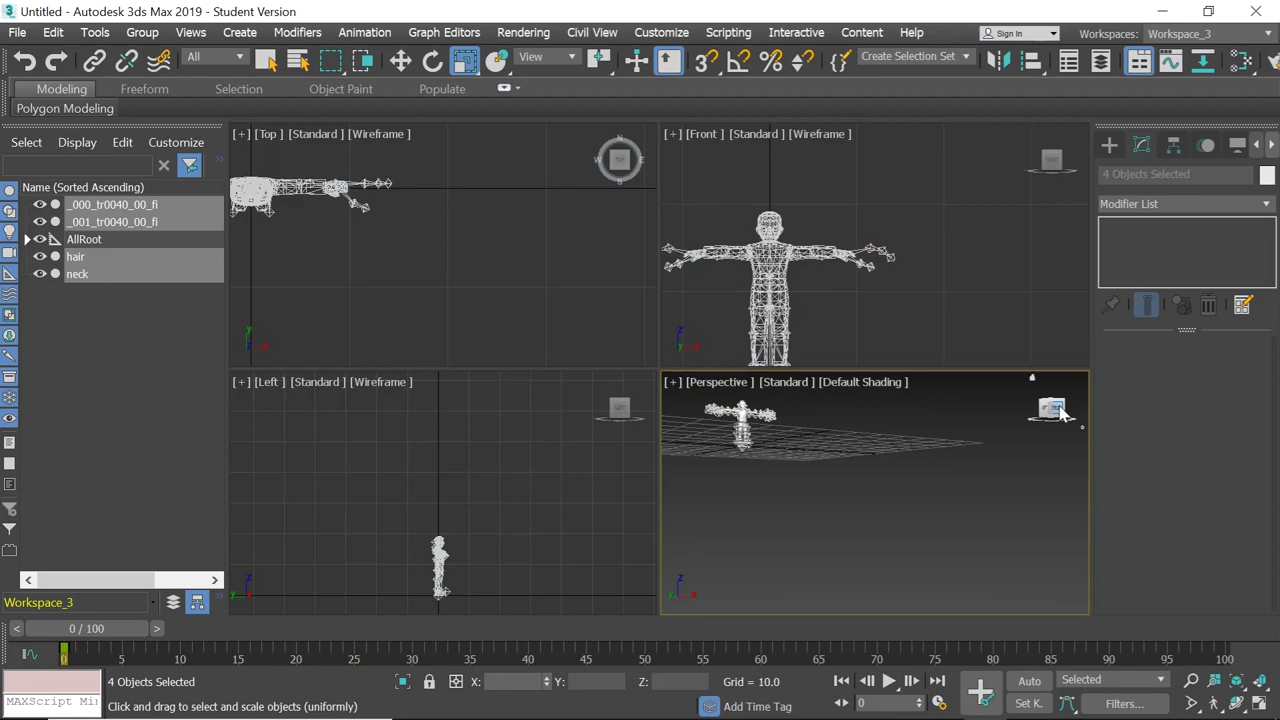 Untitled - Autodesk 3ds Max 2019 - Student Version
File Edit Tools Group Views Create Modifiers Animation Graph Editors Rendering Civil View Customize Scripting Interactive Content Help Sign In Workspaces: Workspace_3
All View Create Selection Set
Modeling Freeform Selection Object Paint Populate
Polygon Modeling
Select Display Edit Customize
Name (Sorted Ascending)
_000_tr0040_00_fi
_001_tr0040_00_fi
AllRoot
hair
neck
[+] [Top] [Standard] [Wireframe]
N
W E
S
TOP
y
z x
[+] [Front] [Standard] [Wireframe]
FRONT
z
y x
[+] [Left] [Standard] [Wireframe]
LEFT
z
y x
[+] [Perspective] [Standard] [Default Shading]
z
y x
4 Objects Selected
Modifier List
Workspace_3
0 / 100
0 5 10 15 20 25 30 35 40 45 50 55 60 65 70 75 80 85 90 95 100
MAXScript Mi
4 Objects Selected X: Y: Z: Grid = 10.0
Click and drag to select and scale objects (uniformly) Add Time Tag
Auto Selected
0 Set K. Filters...